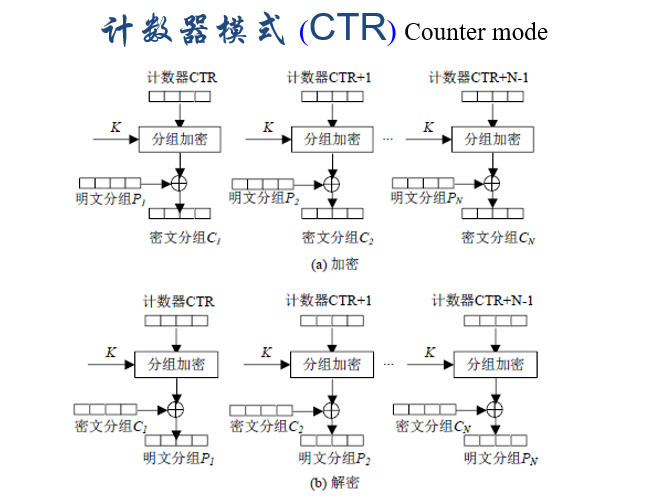 计数器模式 (CTR) Counter mode
计数器CTR 计数器CTR+1 计数器CTR+N-1
K 分组加密 K 分组加密 ... K 分组加密
明文分组P1 明文分组P2 明文分组PN
密文分组C1 密文分组C2 密文分组CN
(a) 加密
计数器CTR 计数器CTR+1 计数器CTR+N-1
K 分组加密 K 分组加密 ... K 分组加密
密文分组C1 密文分组C2 密文分组CN
明文分组P1 明文分组P2 明文分组PN
(b) 解密